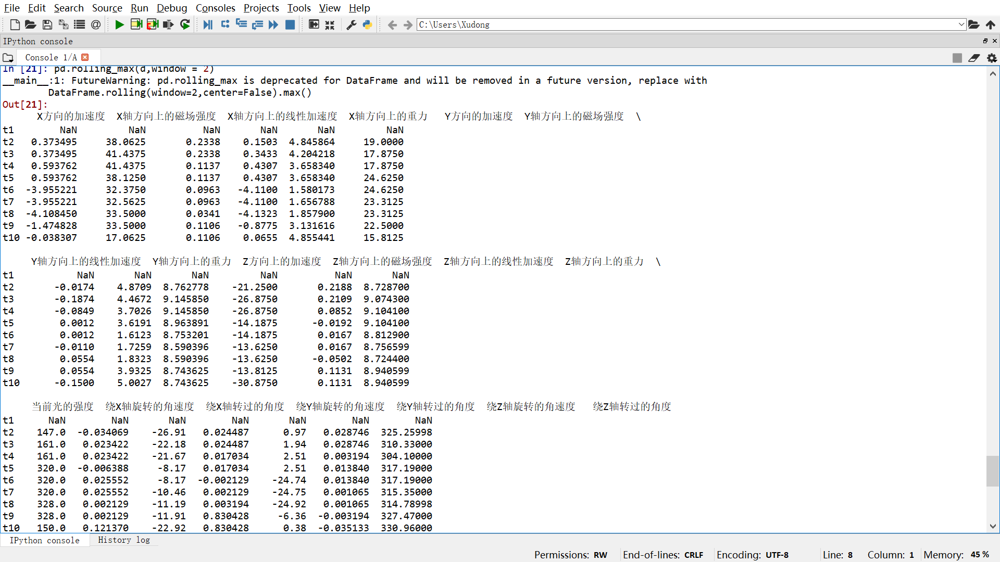 File Edit Search Source Run Debug Consoles Projects Tools View Help
C:\Users\Xudong
IPython console
Console 1/A
In [21]: pd.rolling_max(d,window = 2)
__main__:1: FutureWarning: pd.rolling_max is deprecated for DataFrame and will be removed in a future version, replace with
DataFrame.rolling(window=2,center=False).max()
Out[21]:
X方向的加速度 X轴方向上的磁场强度 X轴方向上的线性加速度 X轴方向上的重力 Y方向的加速度 Y轴方向上的磁场强度 \
t1 NaN NaN NaN NaN NaN NaN
t2 0.373495 38.0625 0.2338 0.1503 4.845864 19.0000
t3 0.373495 41.4375 0.2338 0.3433 4.204218 17.8750
t4 0.593762 41.4375 0.1137 0.4307 3.658340 17.8750
t5 0.593762 38.1250 0.1137 0.4307 3.658340 24.6250
t6 -3.955221 32.3750 0.0963 -4.1100 1.580173 24.6250
t7 -3.955221 32.5625 0.0963 -4.1100 1.656788 23.3125
t8 -4.108450 33.5000 0.0341 -4.1323 1.857900 23.3125
t9 -1.474828 33.5000 0.1106 -0.8775 3.131616 22.5000
t10 -0.038307 17.0625 0.1106 0.0655 4.855441 15.8125
Y轴方向上的线性加速度 Y轴方向上的重力 Z方向上的加速度 Z轴方向上的磁场强度 Z轴方向上的线性加速度 Z轴方向上的重力 \
t1 NaN NaN NaN NaN NaN NaN
t2 -0.0174 4.8709 8.762778 -21.2500 0.2188 8.728700
t3 -0.1874 4.4672 9.145850 -26.8750 0.2109 9.074300
t4 -0.0849 3.7026 9.145850 -26.8750 0.0852 9.104100
t5 0.0012 3.6191 8.963891 -14.1875 -0.0192 9.104100
t6 0.0012 1.6123 8.753201 -14.1875 0.0167 8.812900
t7 -0.0110 1.7259 8.590396 -13.6250 0.0167 8.756599
t8 0.0554 1.8323 8.590396 -13.6250 -0.0502 8.724400
t9 0.0554 3.9325 8.743625 -13.8125 0.1131 8.940599
t10 -0.1500 5.0027 8.743625 -30.8750 0.1131 8.940599
当前光的强度 绕X轴旋转的角速度 绕X轴转过的角度 绕Y轴旋转的角速度 绕Y轴转过的角度 绕Z轴旋转的角速度 绕Z轴转过的角度
t1 NaN NaN NaN NaN NaN NaN NaN
t2 147.0 -0.034069 -26.91 0.024487 0.97 0.028746 325.25998
t3 161.0 0.023422 -22.18 0.024487 1.94 0.028746 310.33000
t4 161.0 0.023422 -21.67 0.017034 2.51 0.003194 304.10000
t5 320.0 -0.006388 -8.17 0.017034 2.51 0.013840 317.19000
t6 320.0 0.025552 -8.17 -0.002129 -24.74 0.013840 317.19000
t7 320.0 0.025552 -10.46 0.002129 -24.75 0.001065 315.35000
t8 328.0 0.002129 -11.19 0.003194 -24.92 0.001065 314.78998
t9 328.0 0.002129 -11.91 0.830428 -6.36 -0.003194 327.47000
t10 150.0 0.121370 -22.92 0.830428 0.38 -0.035133 330.96000
IPython console History log
Permissions: RW End-of-lines: CRLF Encoding: UTF-8 Line: 8 Column: 1 Memory: 45 %